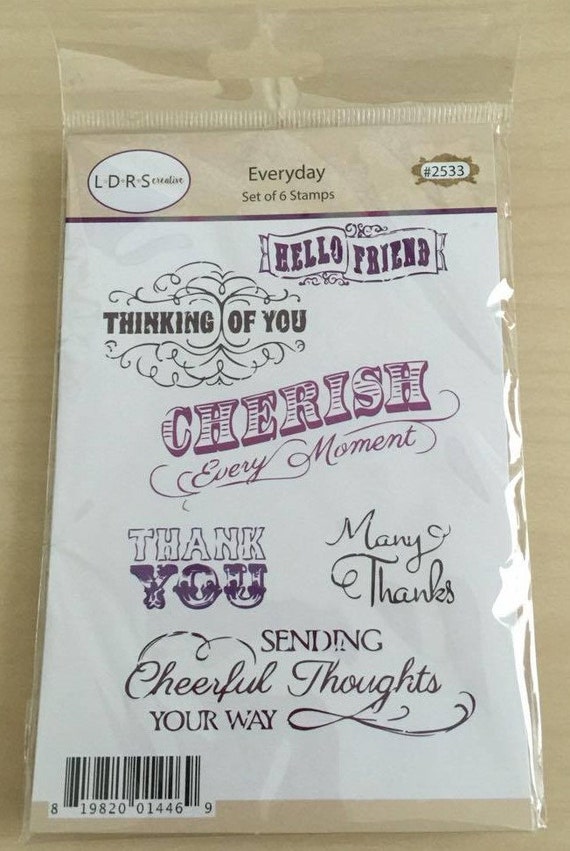 L•D•R•S creative
Everyday
Set of 6 Stamps
#2533
HELLO FRIEND
THINKING OF YOU
CHERISH
Every Moment
THANK
YOU
Many
Thanks
SENDING
Cheerful Thoughts
YOUR WAY
8 19820 01446 9